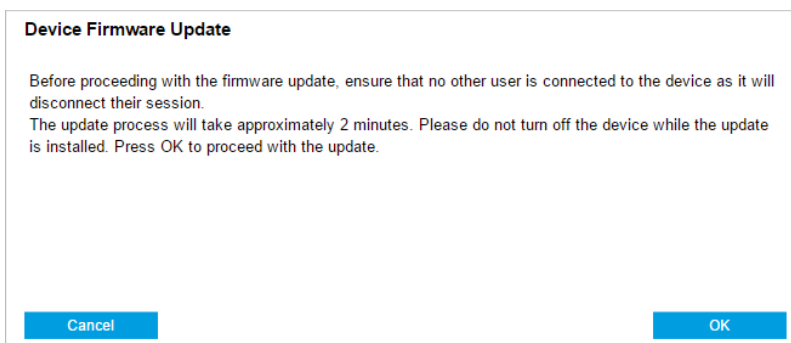 Device Firmware Update
Before proceeding with the firmware update, ensure that no other user is connected to the device as it will
disconnect their session.
The update process will take approximately 2 minutes. Please do not turn off the device while the update
is installed. Press OK to proceed with the update.
Cancel
OK